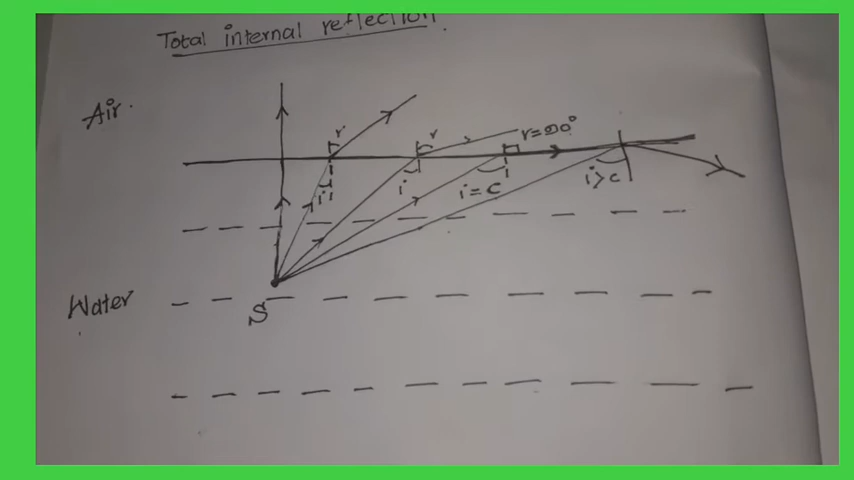 Total internal reflection.
Air.
r
r
r=90°
i
i
i=c
i>c
Water
S